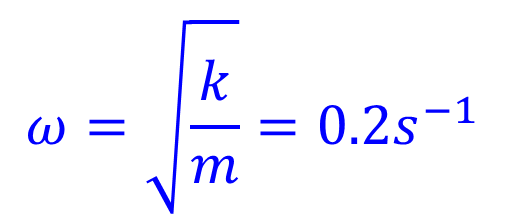 ω = √(k/m) = 0.2s⁻¹